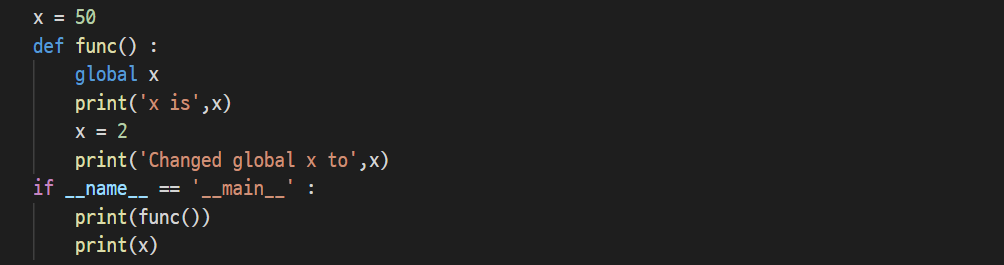 x = 50
def func() :
    global x
    print('x is',x)
    x = 2
    print('Changed global x to',x)
if __name__ == '__main__' :
    print(func())
    print(x)